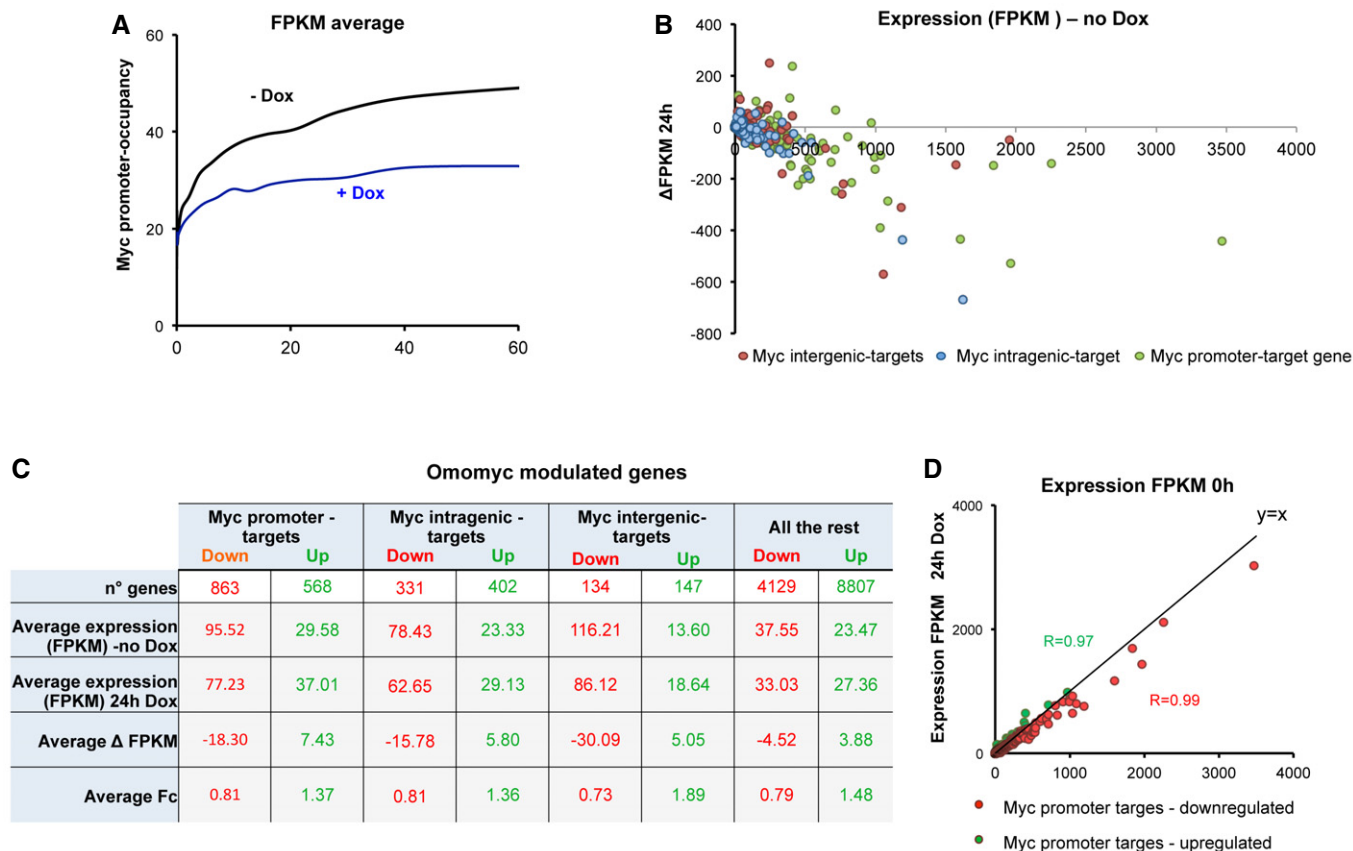 A
FPKM average
Myc promoter-occupancy
60
40
20
0
- Dox
+ Dox
0 20 40 60
B
Expression (FPKM ) – no Dox
ΔFPKM 24h
400
200
0
-200
-400
-600
-800
0 500 1000 1500 2000 2500 3000 3500 4000
Myc intergenic-targets Myc intragenic-target Myc promoter-target gene
C
Omomyc modulated genes
Myc promoter - targets Myc intragenic - targets Myc intergenic- targets All the rest
Down Up Down Up Down Up Down Up
n° genes 863 568 331 402 134 147 4129 8807
Average expression (FPKM) -no Dox 95.52 29.58 78.43 23.33 116.21 13.60 37.55 23.47
Average expression (FPKM) 24h Dox 77.23 37.01 62.65 29.13 86.12 18.64 33.03 27.36
Average Δ FPKM -18.30 7.43 -15.78 5.80 -30.09 5.05 -4.52 3.88
Average Fc 0.81 1.37 0.81 1.36 0.73 1.89 0.79 1.48
D
Expression FPKM 0h
Expression FPKM 24h Dox
4000
2000
0
y=x
R=0.97
R=0.99
0 1000 2000 3000 4000
Myc promoter targes - downregulated
Myc promoter targes - upregulated